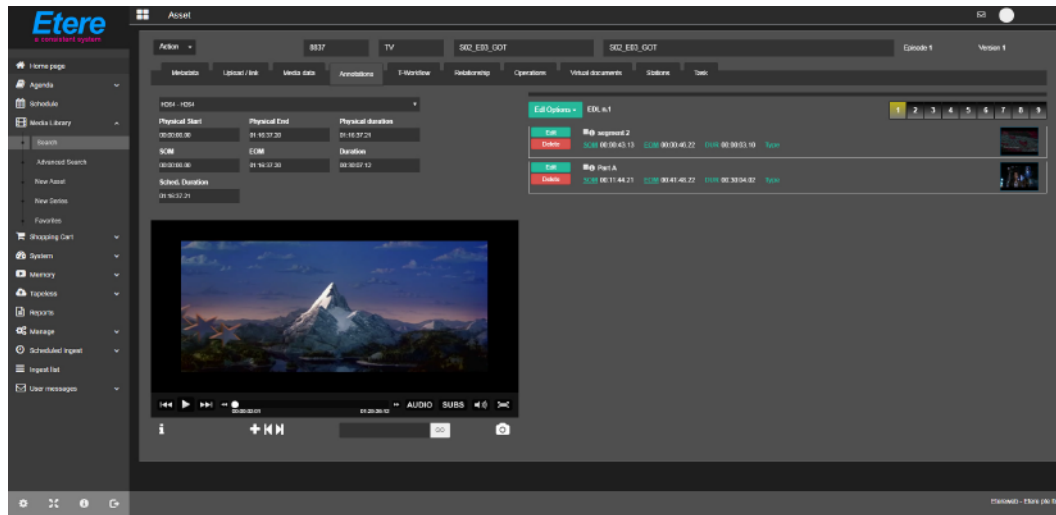 Etere
a consistent system
Asset
Action
8837
TV
S02_E03_GOT
S02_E03_GOT
Episode 1
Version 1
Home page
Agenda
Schedule
Media Library
Search
Advanced Search
New Asset
New Series
Favorites
Shopping Cart
System
Memory
Tapeless
Reports
Manage
Scheduled Ingest
Ingest list
User messages
Metadata
Upload / link
Media data
Annotations
T-Workflow
Relationship
Operations
Virtual documents
Stations
Task
H264 - H264
Physical Start
Physical End
Physical duration
00:00:00.00
01:16:37.20
01:16:37.21
SOM
EOM
Duration
00:00:00.00
01:16:37.20
00:30:07.12
Sched. Duration
01:16:37.21
Edl Options
EDL n.1
1 2 3 4 5 6 7 8 9
Edit
segment 2
Delete
SOM 00:00:43.13 EOM 00:00:46.22 DUR 00:00:03.10 Type:
Edit
Part A
Delete
SOM 00:11:44.21 EOM 00:41:48.22 DUR 00:30:04.02 Type:
AUDIO
SUBS
i